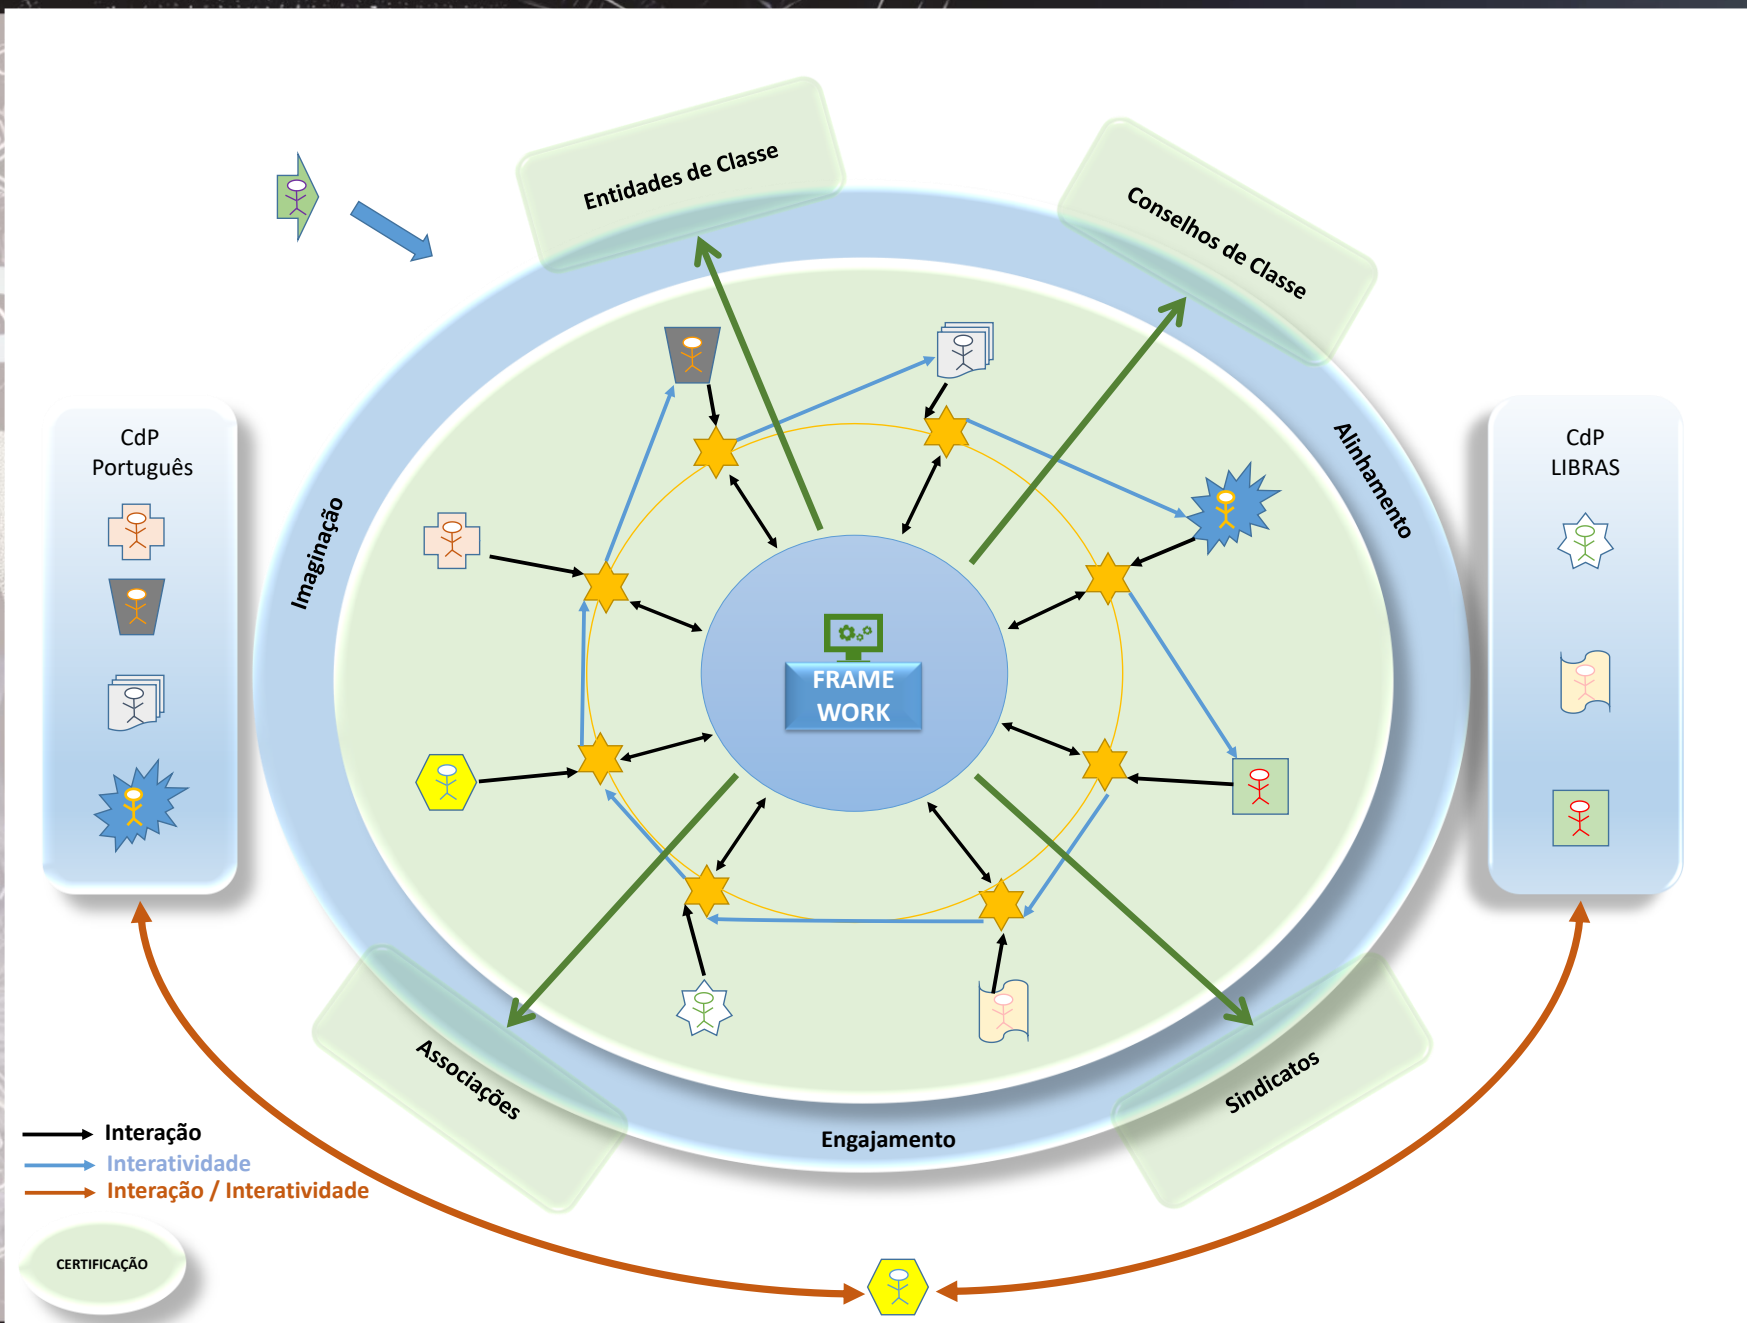 Entidades de Classe
Conselhos de Classe
CdP
Português
CdP
LIBRAS
Imaginação
Alinhamento
FRAME
WORK
Associações
Sindicatos
Engajamento
Interação
Interatividade
Interação / Interatividade
CERTIFICAÇÃO